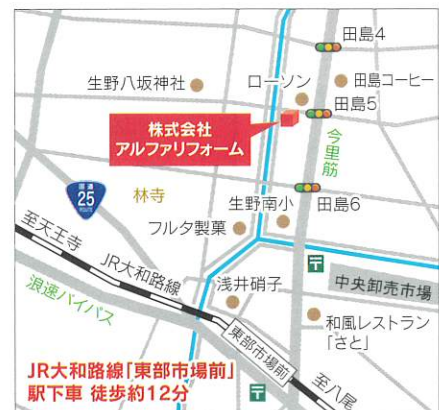 田島4
生野八坂神社
ローソン
田島コーヒー
田島5
株式会社
アルファリフォーム
今里筋
国道
25
ROUTE
林寺
生野南小
田島6
フルタ製菓
至天王寺
JR大和路線
中央卸売市場
浪速バイパス
浅井硝子
和風レストラン
「さと」
東部市場前
至八尾
JR大和路線「東部市場前」
駅下車 徒歩約12分